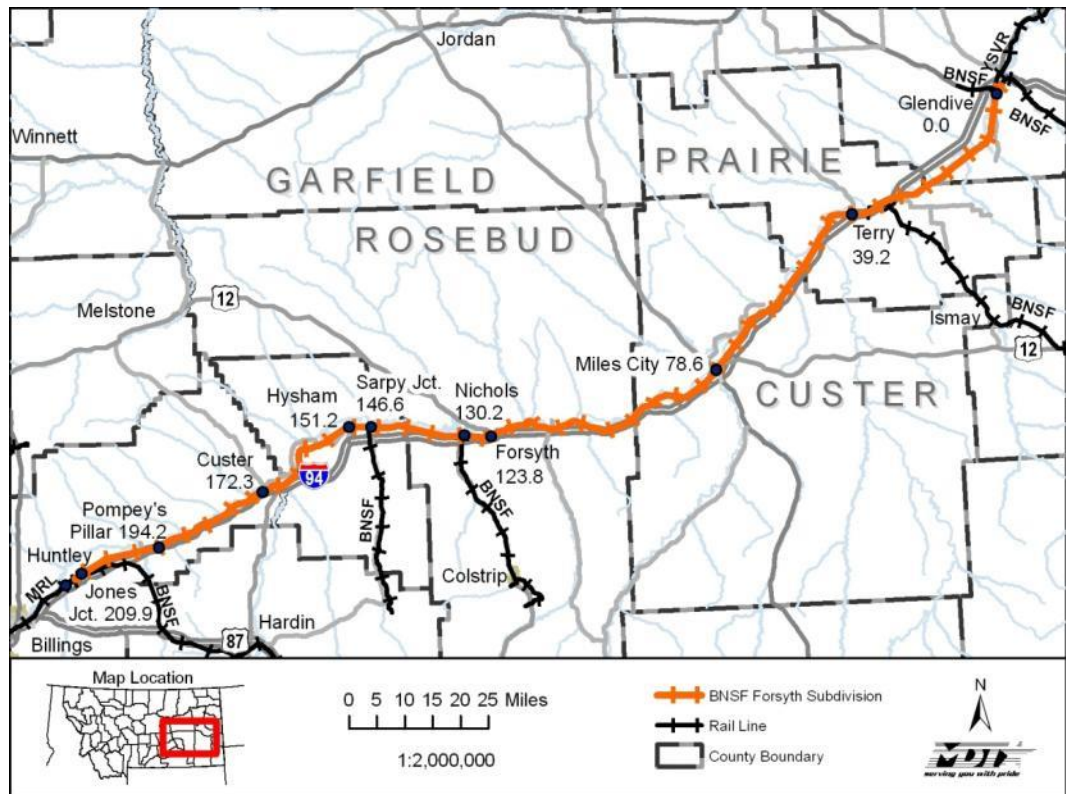 Jordan
YSVR
BNSF
Glendive
0.0
BNSF
Winnett
PRAIRIE
GARFIELD
ROSEBUD
Terry
39.2
12
Melstone
BNSF
Ismay
12
Miles City 78.6
CUSTER
Sarpy Jct.
146.6
Hysham
151.2
Nichols
130.2
Forsyth
123.8
Custer
172.3
94
BNSF
BNSF
Pompey's
Pillar 194.2
Huntley
MRL
Jones
Jct. 209.9
BNSF
Colstrip
Hardin
87
Billings
Map Location
0 5 10 15 20 25 Miles
1:2,000,000
BNSF Forsyth Subdivision
Rail Line
County Boundary
N
MDT
serving you with pride